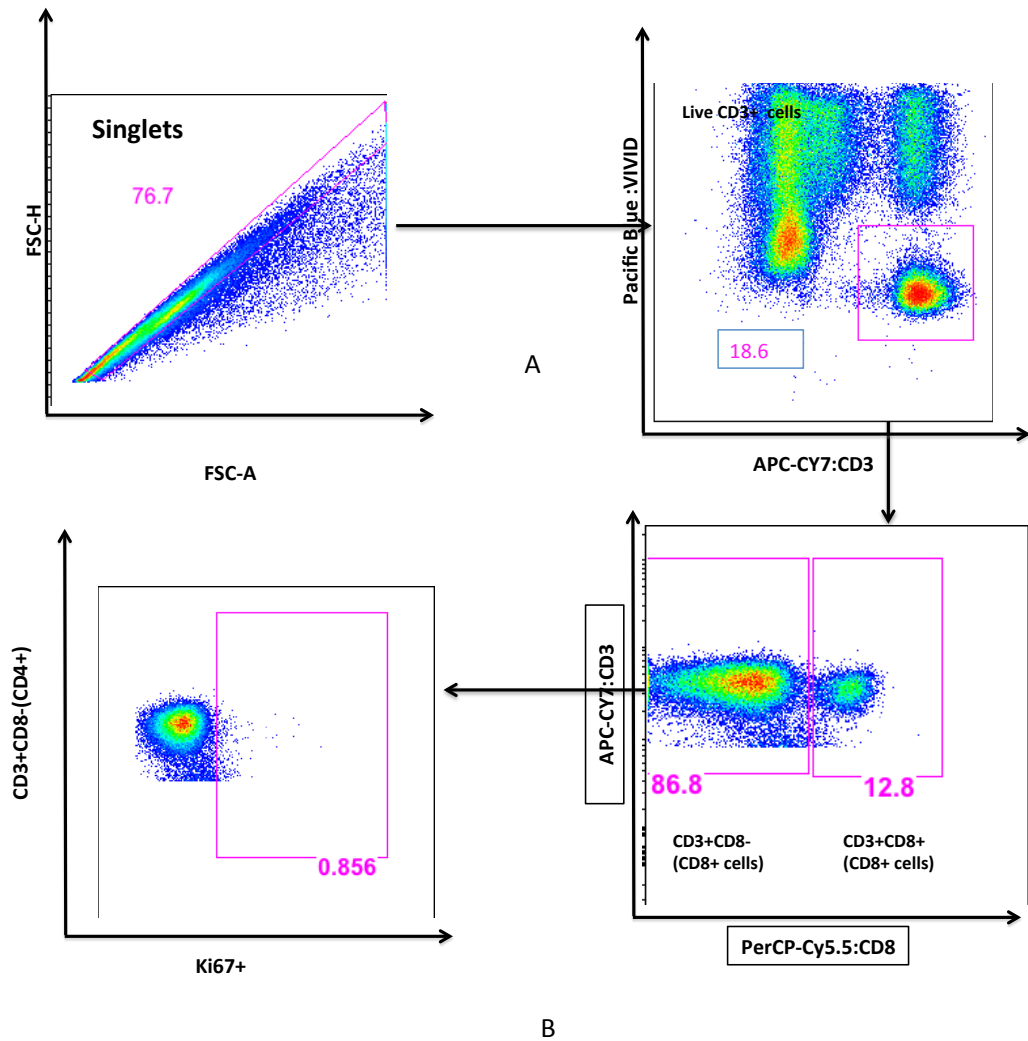 Singlets
76.7
FSC-H
FSC-A
Live CD3+ cells
Pacific Blue :VIVID
18.6
APC-CY7:CD3
A
CD3+CD8-(CD4+)
0.856
Ki67+
APC-CY7:CD3
86.8
12.8
CD3+CD8-
(CD8+ cells)
CD3+CD8+
(CD8+ cells)
PerCP-Cy5.5:CD8
B